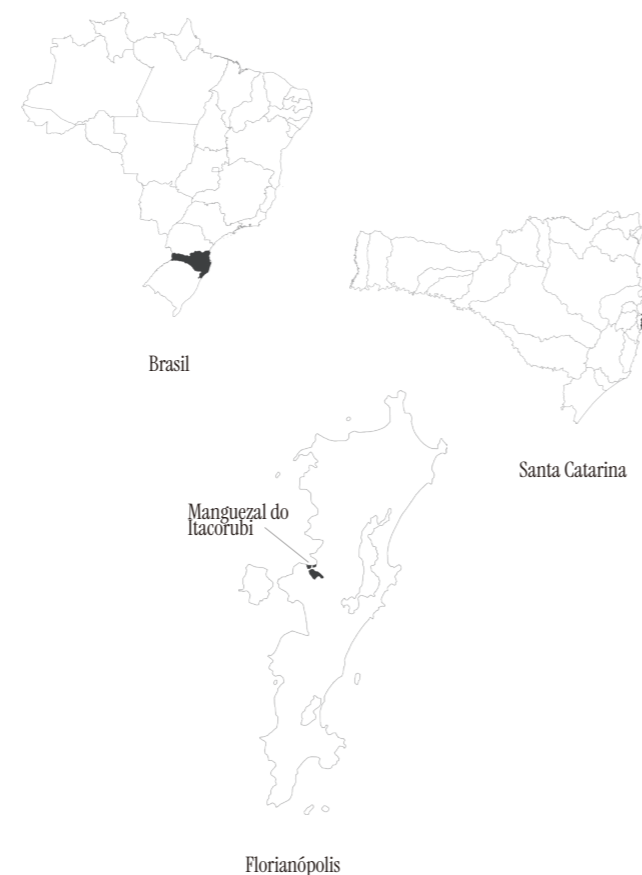 Brasil
Santa Catarina
Manguezal do
Itacorubi
Florianópolis